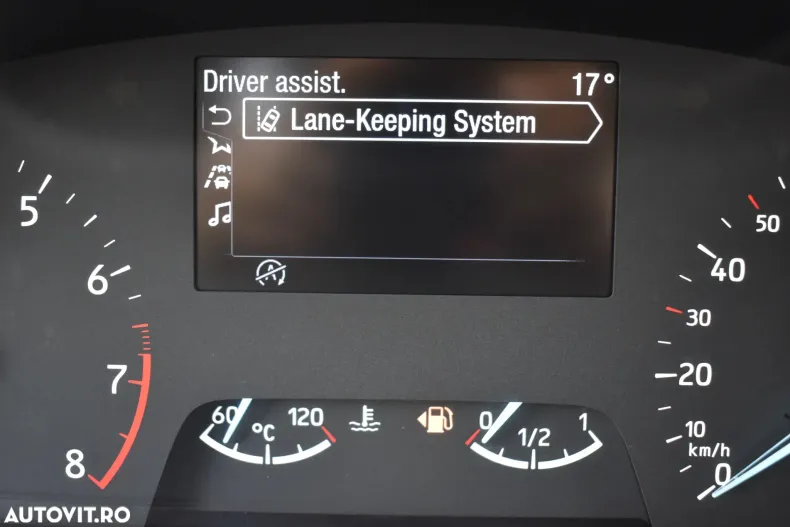 Driver assist. 17°
Lane-Keeping System
5
6
7
8
60 °C 120
0 1/2 1
50
40
30
20
10
km/h
0
AUTOVIT.RO